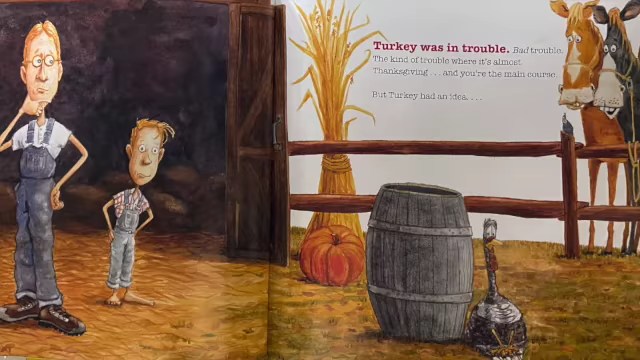 Turkey was in trouble. Bad trouble.
The kind of trouble where it's almost
Thanksgiving . . . and you're the main course.
But Turkey had an idea. . . .